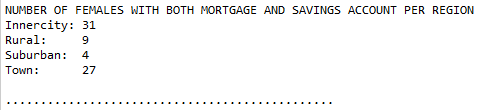 NUMBER OF FEMALES WITH BOTH MORTGAGE AND SAVINGS ACCOUNT PER REGION
Innercity: 31
Rural: 9
Suburban: 4
Town: 27
................................................